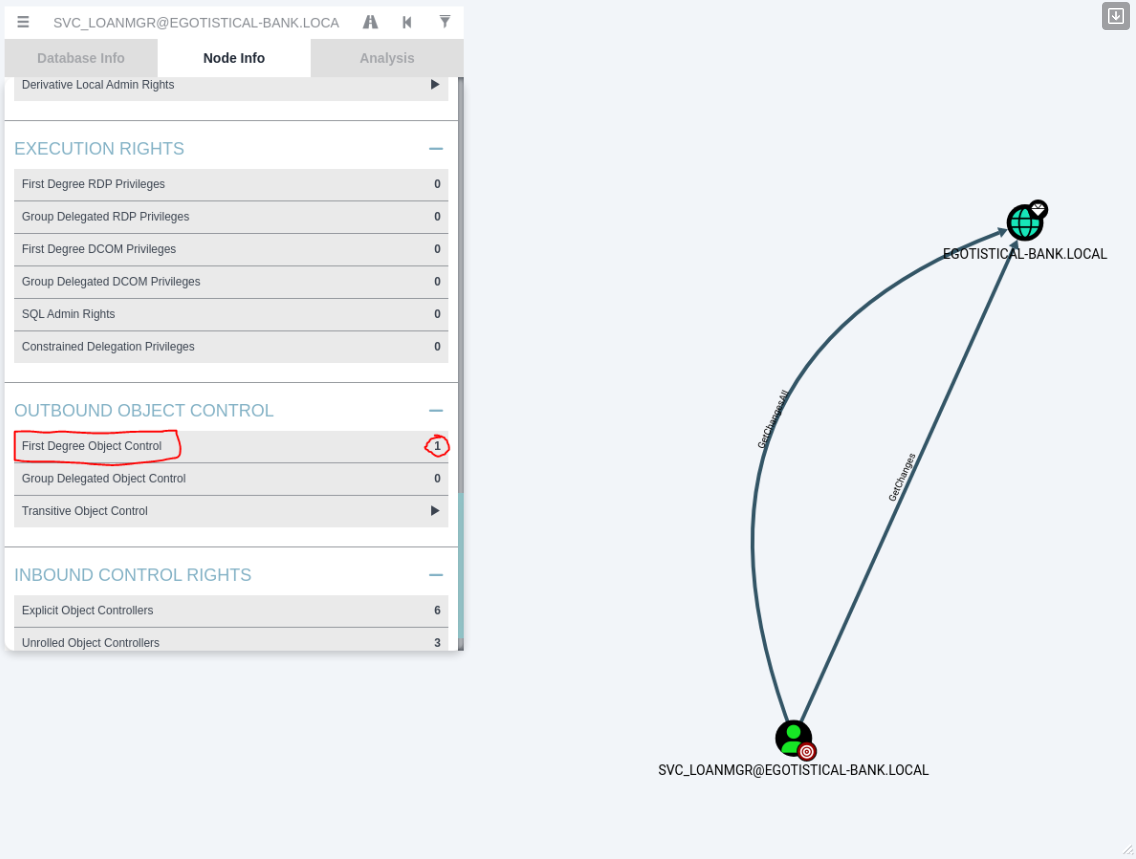 SVC_LOANMGR@EGOTISTICAL-BANK.LOCA
Database Info
Node Info
Analysis
Derivative Local Admin Rights
EXECUTION RIGHTS
First Degree RDP Privileges 0
Group Delegated RDP Privileges 0
First Degree DCOM Privileges 0
Group Delegated DCOM Privileges 0
SQL Admin Rights 0
Constrained Delegation Privileges 0
OUTBOUND OBJECT CONTROL
First Degree Object Control 1
Group Delegated Object Control 0
Transitive Object Control
INBOUND CONTROL RIGHTS
Explicit Object Controllers 6
Unrolled Object Controllers 3
EGOTISTICAL-BANK.LOCAL
GetChangesAll
GetChanges
SVC_LOANMGR@EGOTISTICAL-BANK.LOCAL